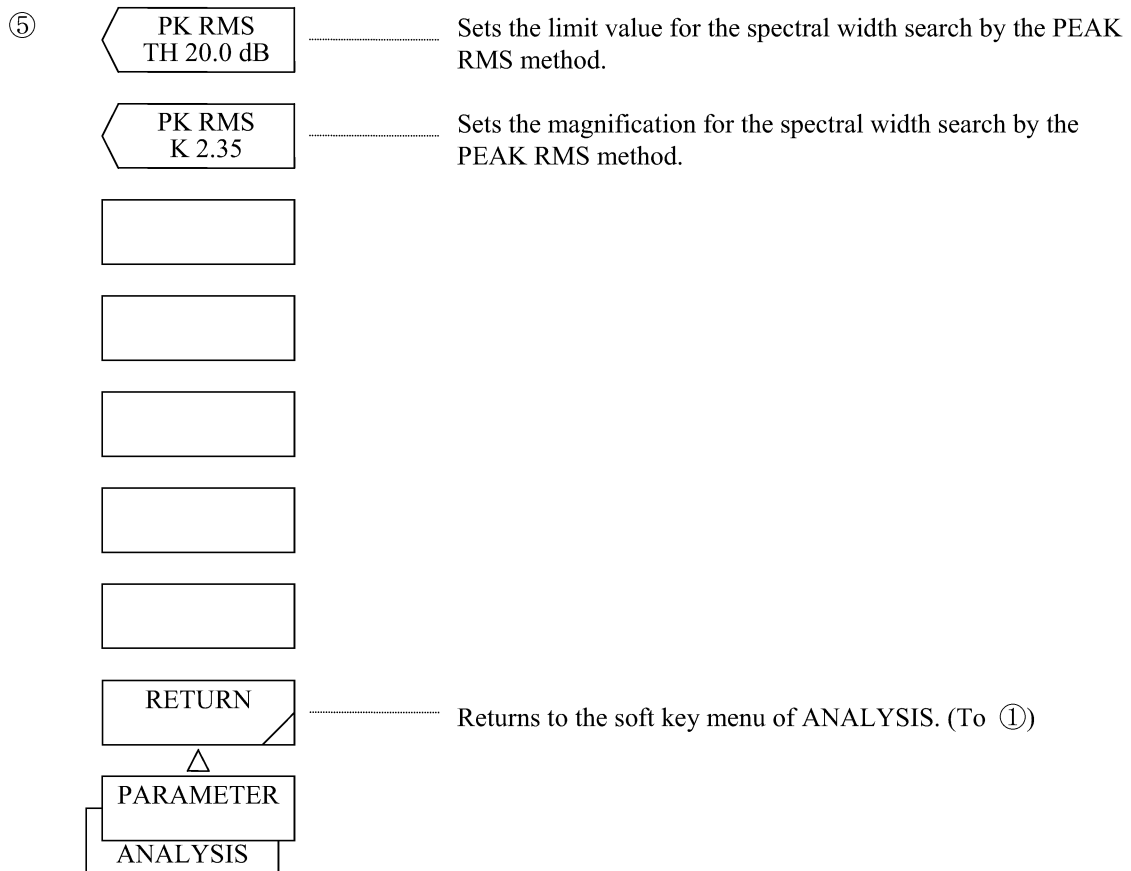 ⑤
PK RMS
TH 20.0 dB
Sets the limit value for the spectral width search by the PEAK
RMS method.
PK RMS
K 2.35
Sets the magnification for the spectral width search by the
PEAK RMS method.
RETURN
Returns to the soft key menu of ANALYSIS. (To ①)
PARAMETER
ANALYSIS